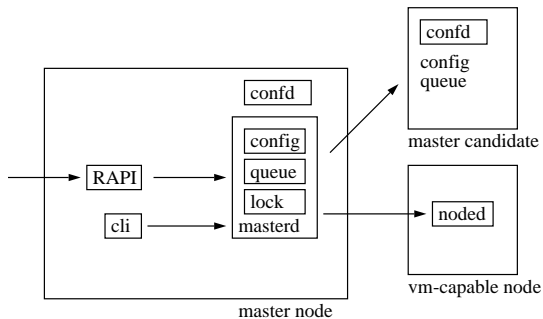 confd
config
queue
master candidate
confd
config
queue
lock
masterd
RAPI
cli
master node
noded
vm-capable node